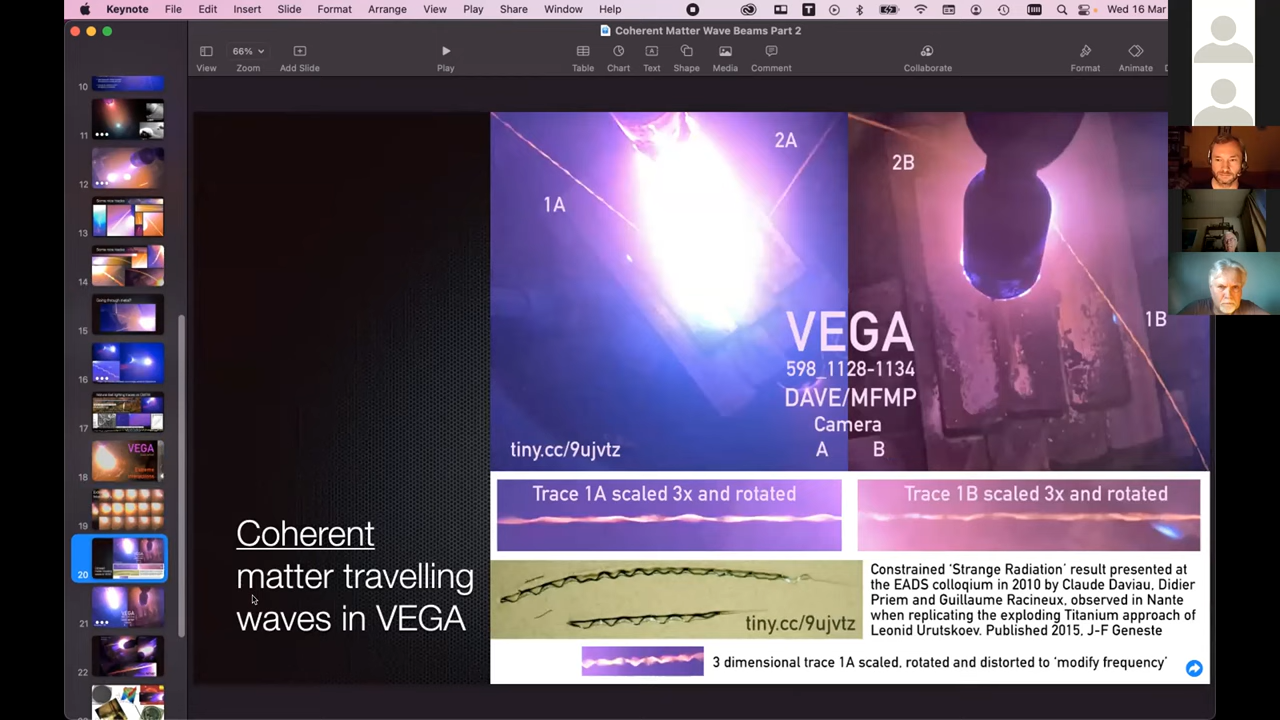 Keynote File Edit Insert Slide Format Arrange View Play Share Window Help Wed 16 Mar
Coherent Matter Wave Beams Part 2
66%
View Zoom Add Slide Play Table Chart Text Shape Media Comment Collaborate Format Animate
10
11
12
13
14
15
16
17
18
19
20
21
22
VEGA
1A
2A
2B
1B
VEGA
598_1128-1134
DAVE/MFMP
Camera
A B
tiny.cc/9ujvtz
Coherent
matter travelling
waves in VEGA
Trace 1A scaled 3x and rotated
Trace 1B scaled 3x and rotated
tiny.cc/9ujvtz
Constrained 'Strange Radiation' result presented at
the EADS colloqium in 2010 by Claude Daviau, Didier
Priem and Guillaume Racineux, observed in Nante
when replicating the exploding Titanium approach of
Leonid Urutskoev. Published 2015, J-F Geneste
3 dimensional trace 1A scaled, rotated and distorted to 'modify frequency'